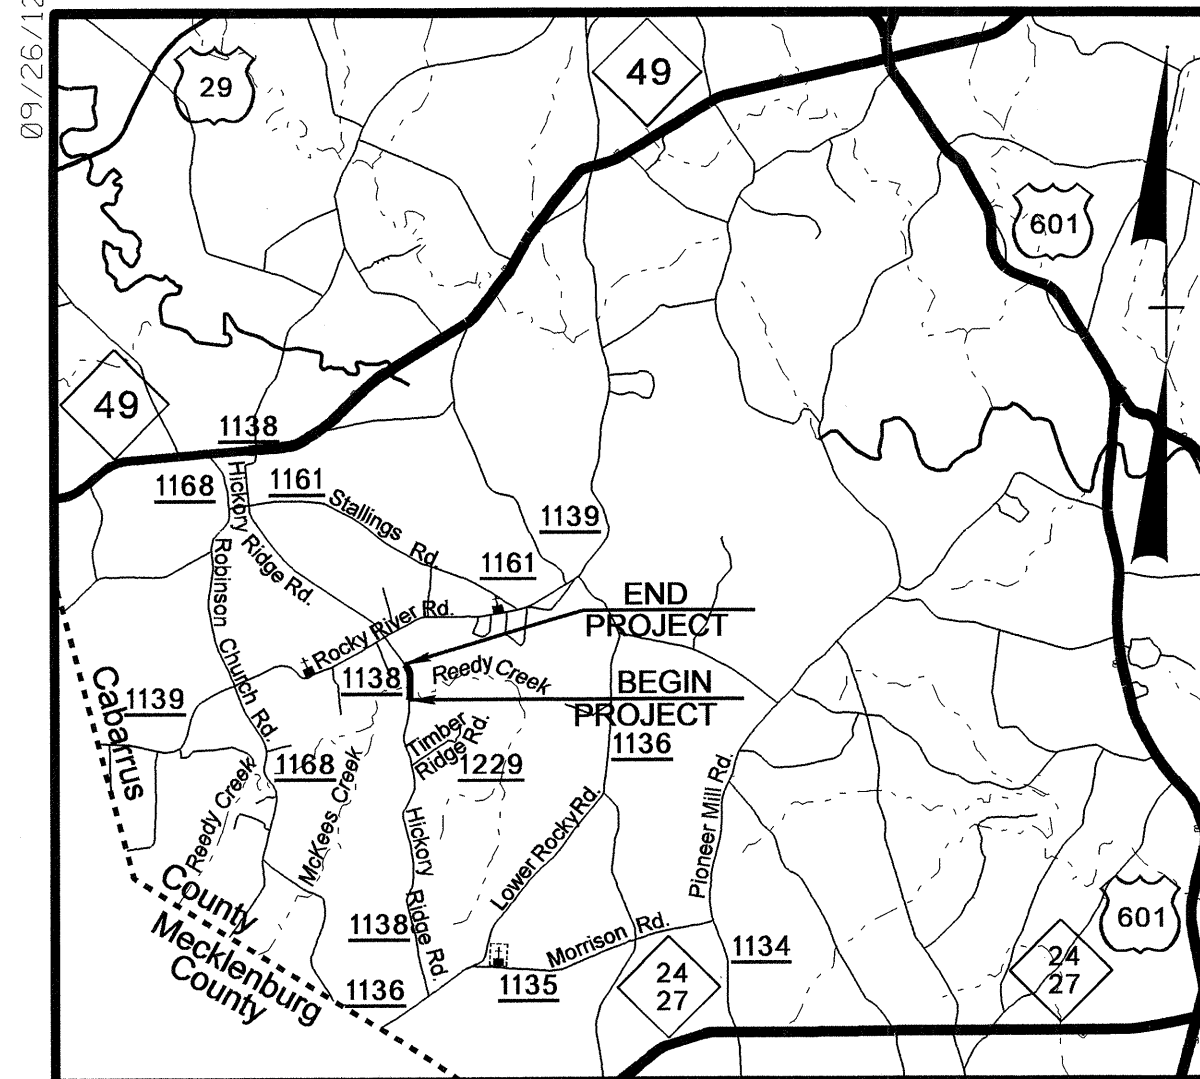 09/26/12
29
49
601
49
1138
1168
Hickory
Ridge Rd.
1161
Stallings Rd.
1139
1161
Robinson
Church Rd.
Rocky River Rd.
END
PROJECT
1138
Reedy Creek
BEGIN
PROJECT
Cabarrus
County
1139
1168
Timber
Ridge Rd.
1229
1136
Reedy Creek
McKees Creek
Hickory
Ridge Rd.
Lower Rocky Rd.
Pioneer Mill Rd.
601
Mecklenburg
County
1138
1136
Morrison Rd.
1135
24
27
1134
24
27